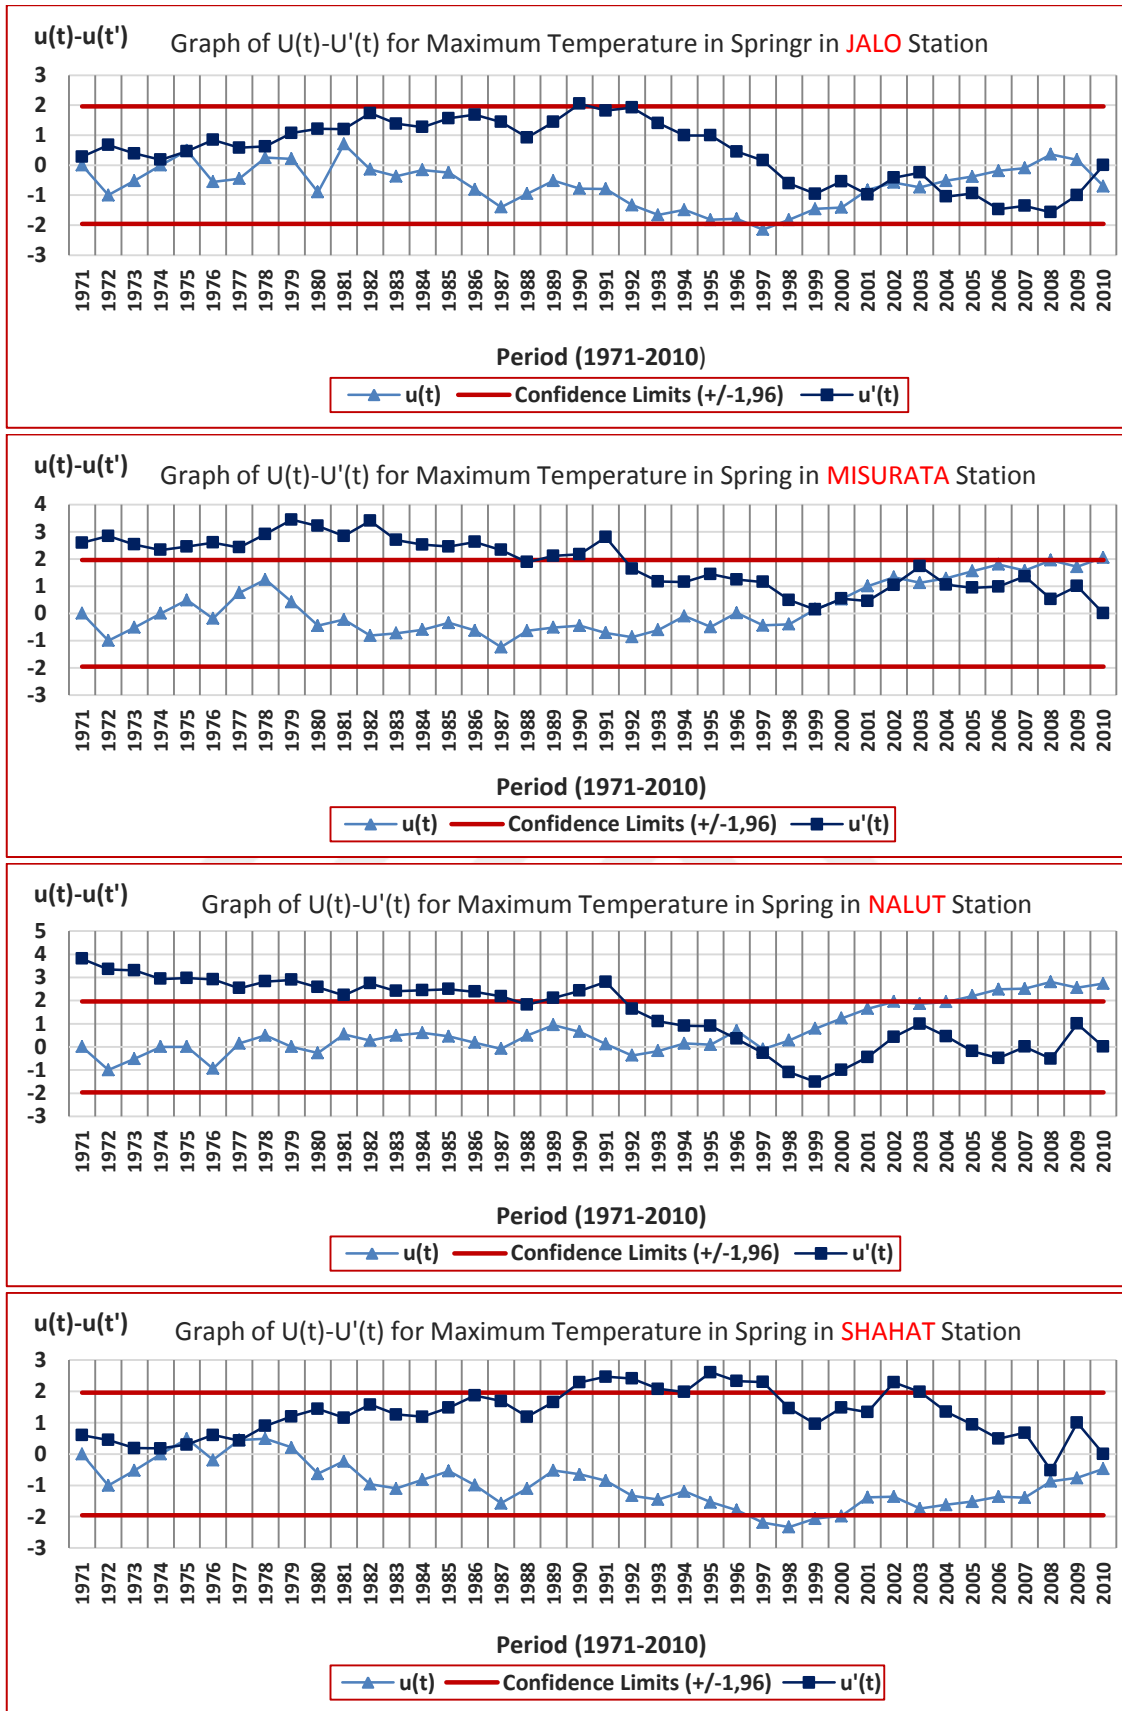 u(t)-u(t')
Graph of U(t)-U'(t) for Maximum Temperature in Springr in JALO Station
3
2
1
0
-1
-2
-3
1971 1972 1973 1974 1975 1976 1977 1978 1979 1980 1981 1982 1983 1984 1985 1986 1987 1988 1989 1990 1991 1992 1993 1994 1995 1996 1997 1998 1999 2000 2001 2002 2003 2004 2005 2006 2007 2008 2009 2010
Period (1971-2010)
u(t) Confidence Limits (+/-1,96) u'(t)
u(t)-u(t')
Graph of U(t)-U'(t) for Maximum Temperature in Spring in MISURATA Station
4
3
2
1
0
-1
-2
-3
1971 1972 1973 1974 1975 1976 1977 1978 1979 1980 1981 1982 1983 1984 1985 1986 1987 1988 1989 1990 1991 1992 1993 1994 1995 1996 1997 1998 1999 2000 2001 2002 2003 2004 2005 2006 2007 2008 2009 2010
Period (1971-2010)
u(t) Confidence Limits (+/-1,96) u'(t)
u(t)-u(t')
Graph of U(t)-U'(t) for Maximum Temperature in Spring in NALUT Station
5
4
3
2
1
0
-1
-2
-3
1971 1972 1973 1974 1975 1976 1977 1978 1979 1980 1981 1982 1983 1984 1985 1986 1987 1988 1989 1990 1991 1992 1993 1994 1995 1996 1997 1998 1999 2000 2001 2002 2003 2004 2005 2006 2007 2008 2009 2010
Period (1971-2010)
u(t) Confidence Limits (+/-1,96) u'(t)
u(t)-u(t')
Graph of U(t)-U'(t) for Maximum Temperature in Spring in SHAHAT Station
3
2
1
0
-1
-2
-3
1971 1972 1973 1974 1975 1976 1977 1978 1979 1980 1981 1982 1983 1984 1985 1986 1987 1988 1989 1990 1991 1992 1993 1994 1995 1996 1997 1998 1999 2000 2001 2002 2003 2004 2005 2006 2007 2008 2009 2010
Period (1971-2010)
u(t) Confidence Limits (+/-1,96) u'(t)